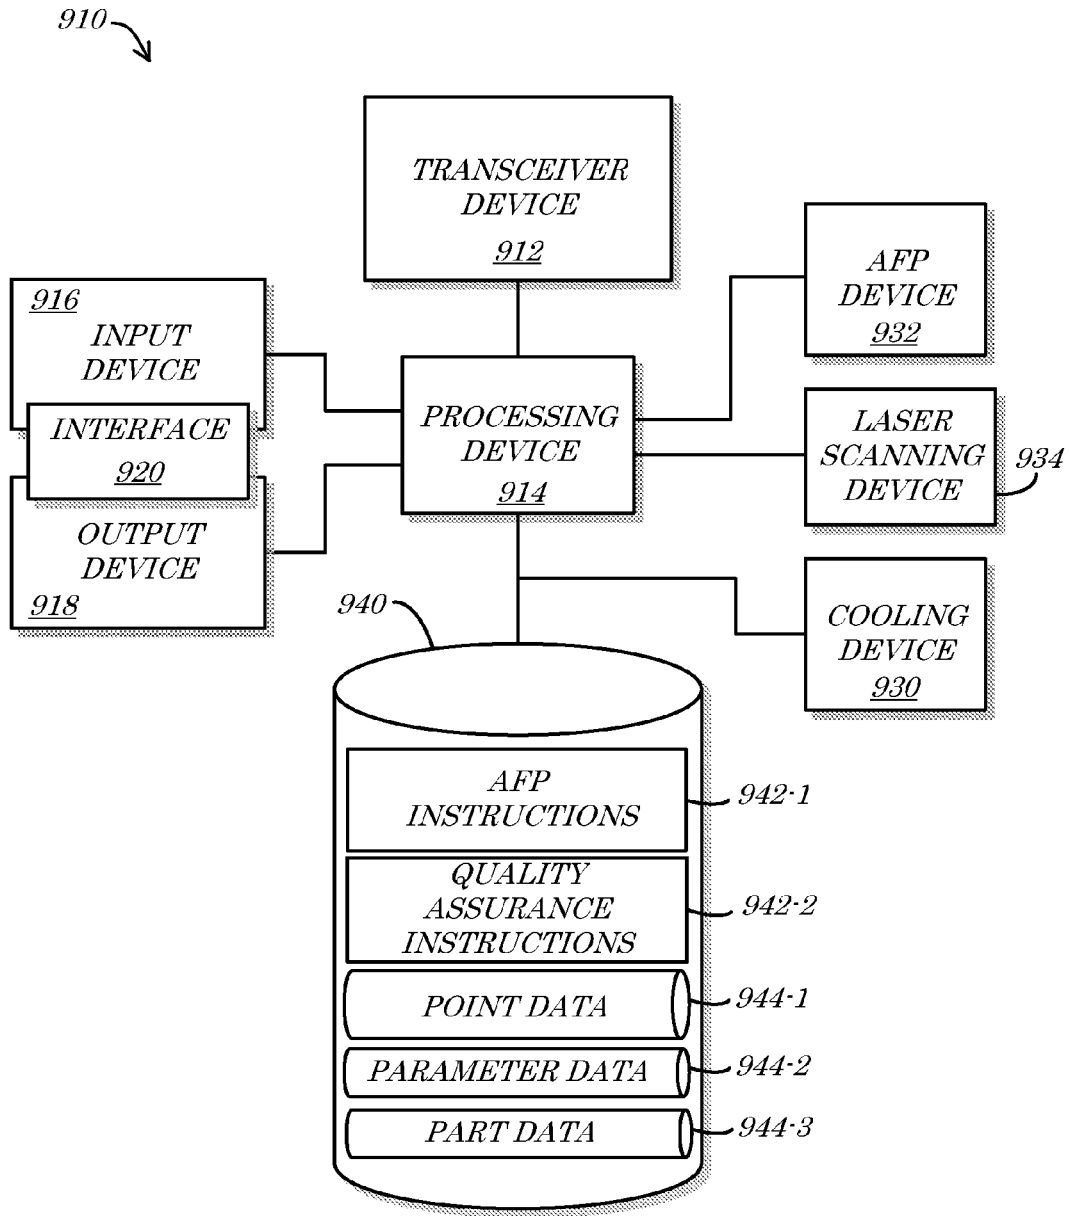 910
TRANSCEIVER
DEVICE
912
AFP
DEVICE
932
916
INPUT
DEVICE
INTERFACE
920
OUTPUT
DEVICE
918
PROCESSING
DEVICE
914
LASER
SCANNING
DEVICE
934
COOLING
DEVICE
930
940
AFP
INSTRUCTIONS
942-1
QUALITY
ASSURANCE
INSTRUCTIONS
942-2
POINT DATA
944-1
PARAMETER DATA
944-2
PART DATA
944-3